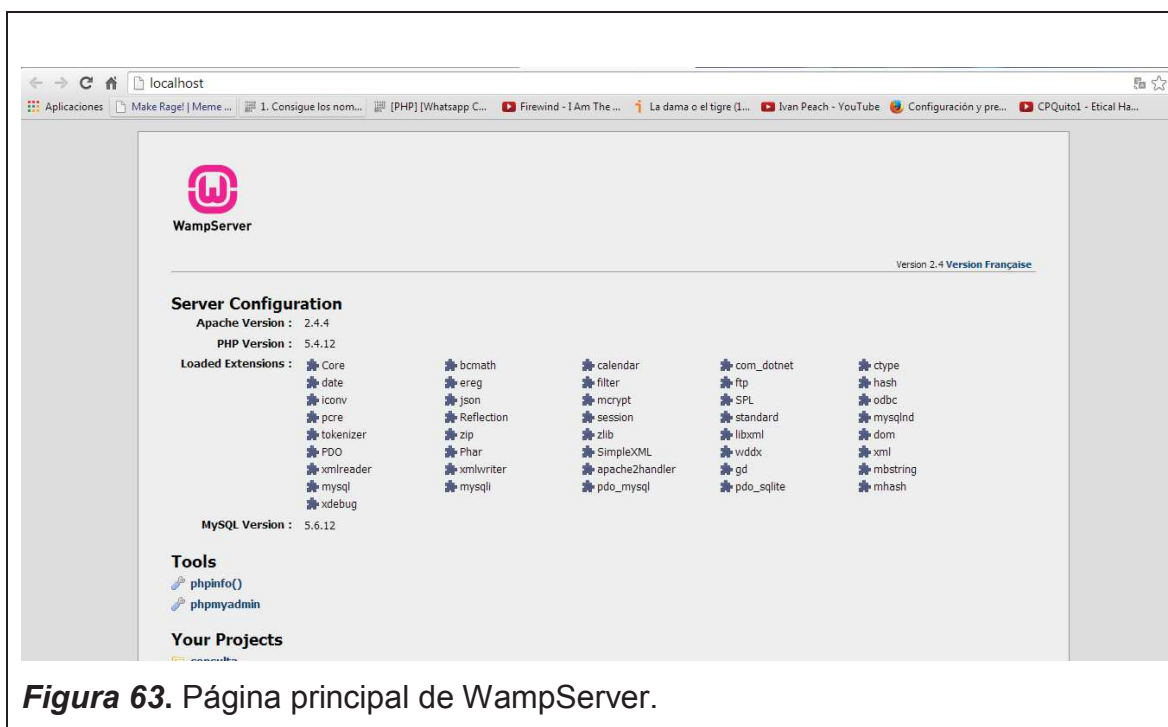 localhost
Aplicaciones Make Rage! | Meme ... 1. Consigue los nom... [PHP] [Whatsapp C... Firewind - I Am The ... La dama o el tigre (1... Ivan Peach - YouTube Configuración y pre... CPQuito1 - Etical Ha...
WampServer
Version 2.4 Version Française
Server Configuration
Apache Version : 2.4.4
PHP Version : 5.4.12
Loaded Extensions : Core bcmath calendar com_dotnet ctype
date ereg filter ftp hash
iconv json mcrypt SPL odbc
pcre Reflection session standard mysqlnd
tokenizer zip zlib libxml dom
PDO Phar SimpleXML wddx xml
xmlreader xmlwriter apache2handler gd mbstring
mysql mysqli pdo_mysql pdo_sqlite mhash
xdebug
MySQL Version : 5.6.12
Tools
phpinfo()
phpmyadmin
Your Projects
consulta
Figura 63. Página principal de WampServer.